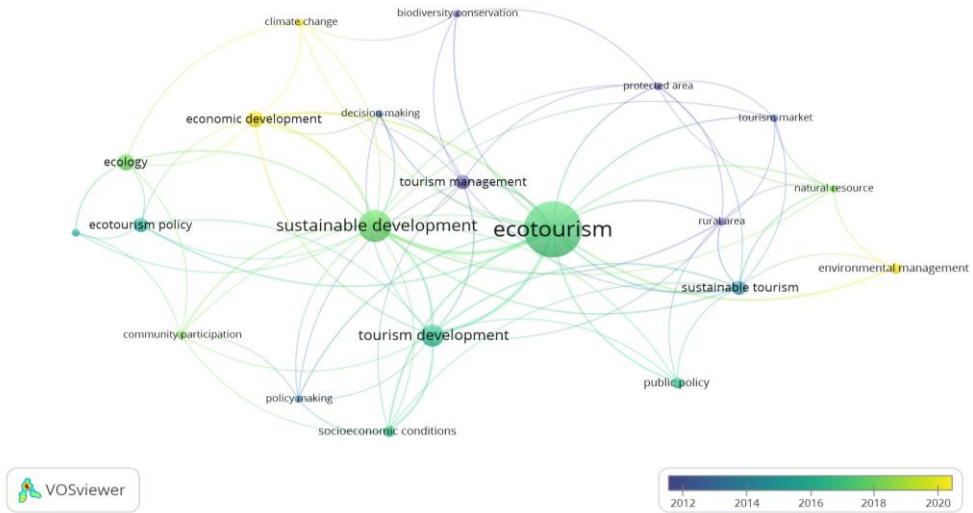 biodiversity conservation
climate change
protected area
decision making
tourism market
economic development
ecology
tourism management
natural resource
rural area
ecotourism policy
sustainable development
ecotourism
environmental management
sustainable tourism
community participation
tourism development
public policy
policy making
socioeconomic conditions
VOSviewer
2012 2014 2016 2018 2020